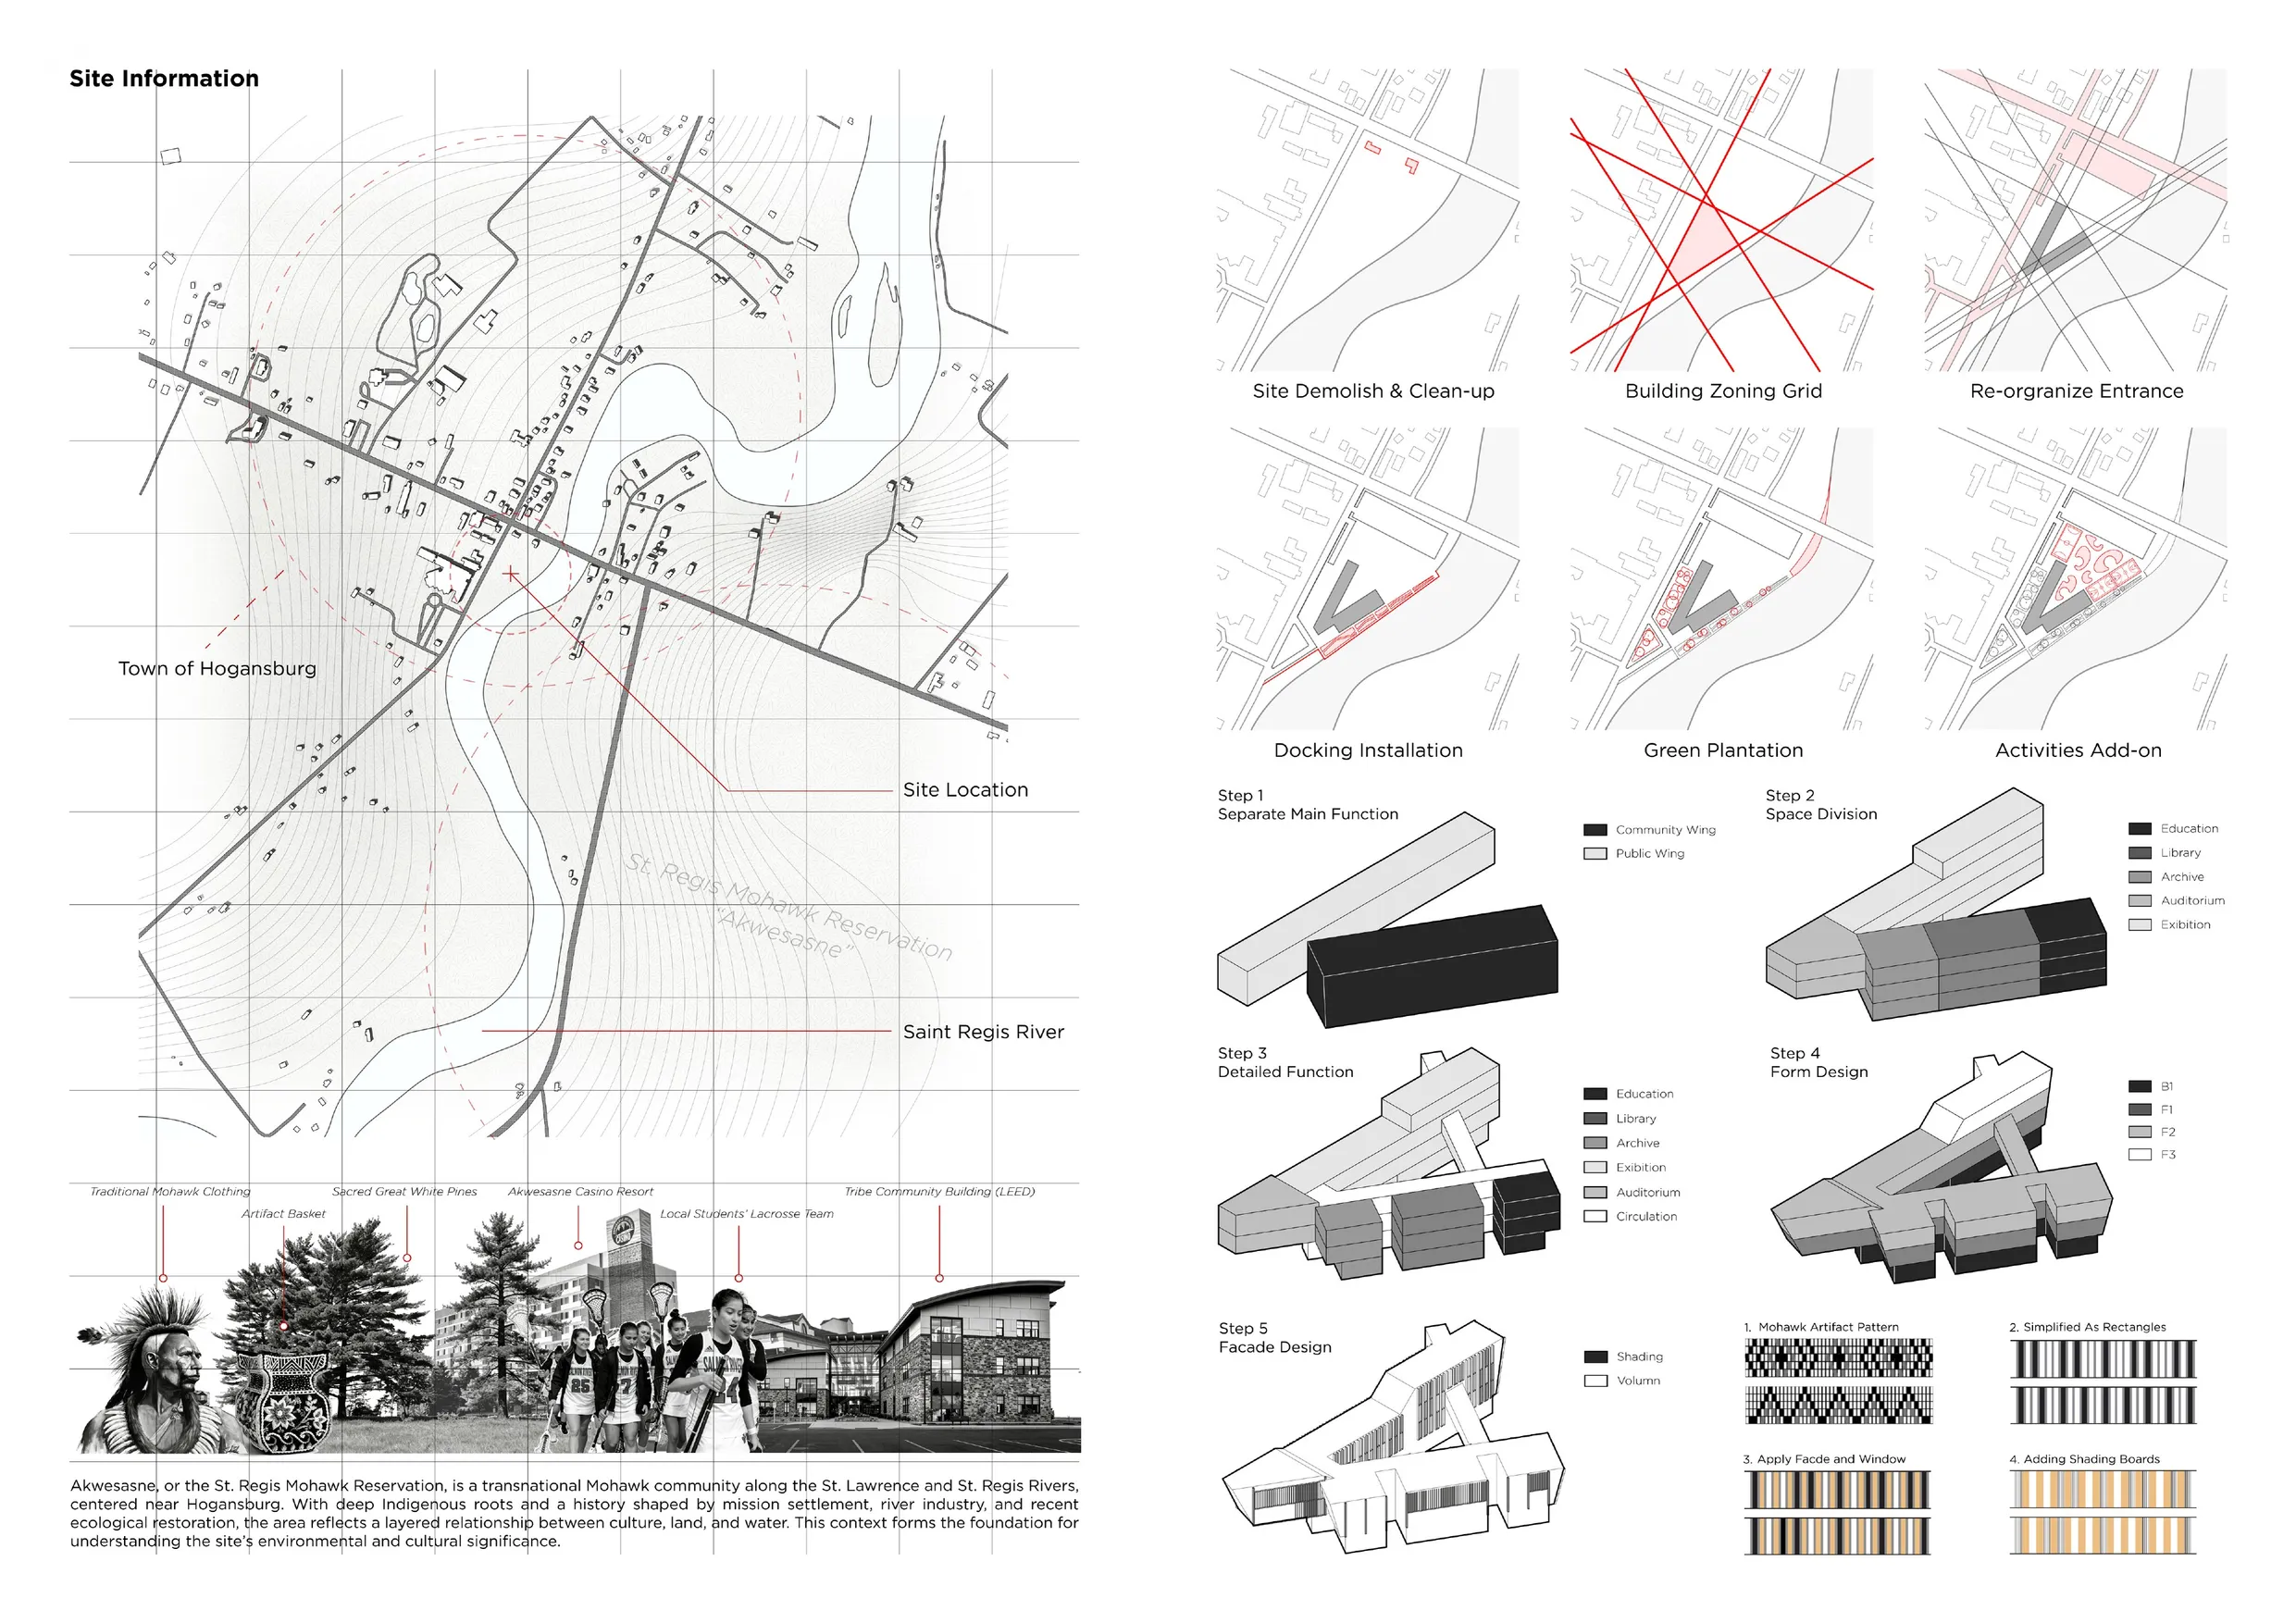 Site Information
Town of Hogansburg
Site Location
St. Regis Mohawk Reservation
"Akwesasne"
Saint Regis River
Traditional Mohawk Clothing
Artifact Basket
Sacred Great White Pines
Akwesasne Casino Resort
Local Students' Lacrosse Team
Tribe Community Building (LEED)
SALMON RIVER
25
7
Akwesasne, or the St. Regis Mohawk Reservation, is a transnational Mohawk community along the St. Lawrence and St. Regis Rivers,
centered near Hogansburg. With deep Indigenous roots and a history shaped by mission settlement, river industry, and recent
ecological restoration, the area reflects a layered relationship between culture, land, and water. This context forms the foundation for
understanding the site's environmental and cultural significance.
Site Demolish & Clean-up
Building Zoning Grid
Re-orgranize Entrance
Docking Installation
Green Plantation
Activities Add-on
Step 1
Separate Main Function
Community Wing
Public Wing
Step 2
Space Division
Education
Library
Archive
Auditorium
Exibition
Step 3
Detailed Function
Education
Library
Archive
Exibition
Auditorium
Circulation
Step 4
Form Design
B1
F1
F2
F3
Step 5
Facade Design
Shading
Volumn
1. Mohawk Artifact Pattern
2. Simplified As Rectangles
3. Apply Facde and Window
4. Adding Shading Boards